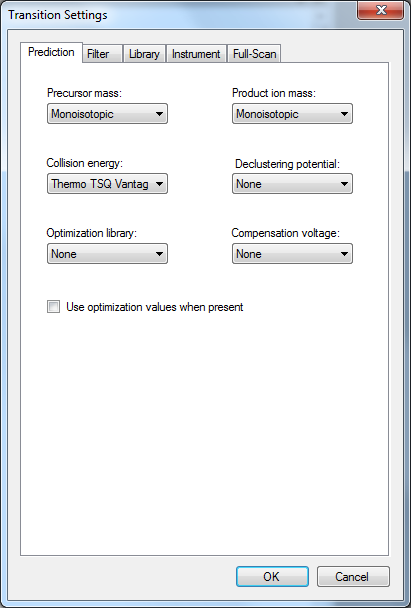 Transition Settings
Prediction Filter Library Instrument Full-Scan
Precursor mass: Product ion mass:
Monoisotopic Monoisotopic
Collision energy: Declustering potential:
Thermo TSQ Vantag None
Optimization library: Compensation voltage:
None None
Use optimization values when present
OK Cancel